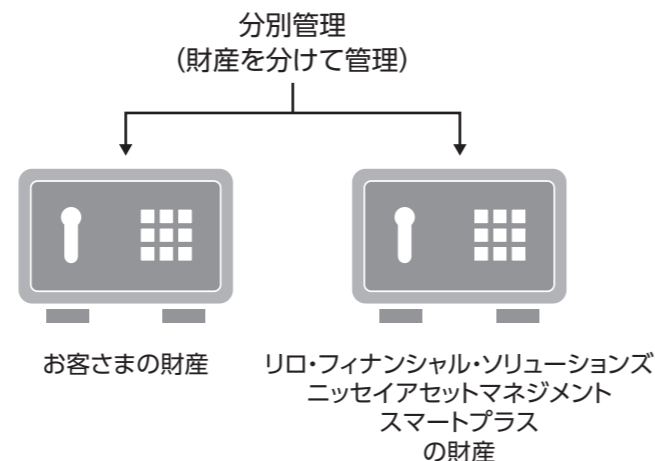 分別管理
（財産を分けて管理）
お客さまの財産
リロ・フィナンシャル・ソリューションズ
ニッセイアセットマネジメント
スマートプラス
の財産